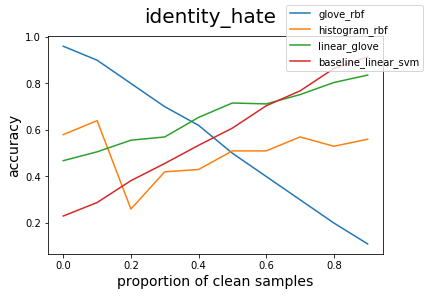 identity_hate
glove_rbf
histogram_rbf
linear_glove
baseline_linear_svm
accuracy
1.0
0.8
0.6
0.4
0.2
0.0 0.2 0.4 0.6 0.8
proportion of clean samples